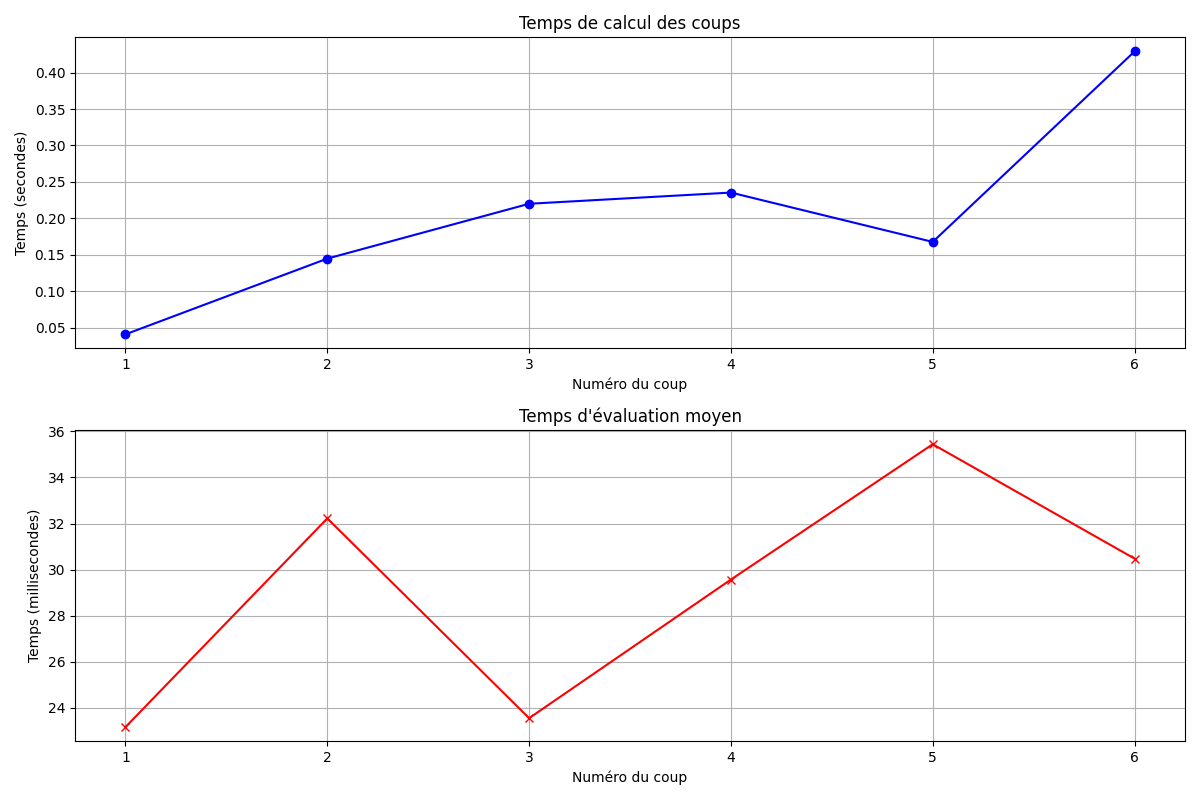 Temps de calcul des coups
Temps (secondes)
0.40
0.35
0.30
0.25
0.20
0.15
0.10
0.05
1 2 3 4 5 6
Numéro du coup
Temps d'évaluation moyen
Temps (millisecondes)
36
34
32
30
28
26
24
1 2 3 4 5 6
Numéro du coup